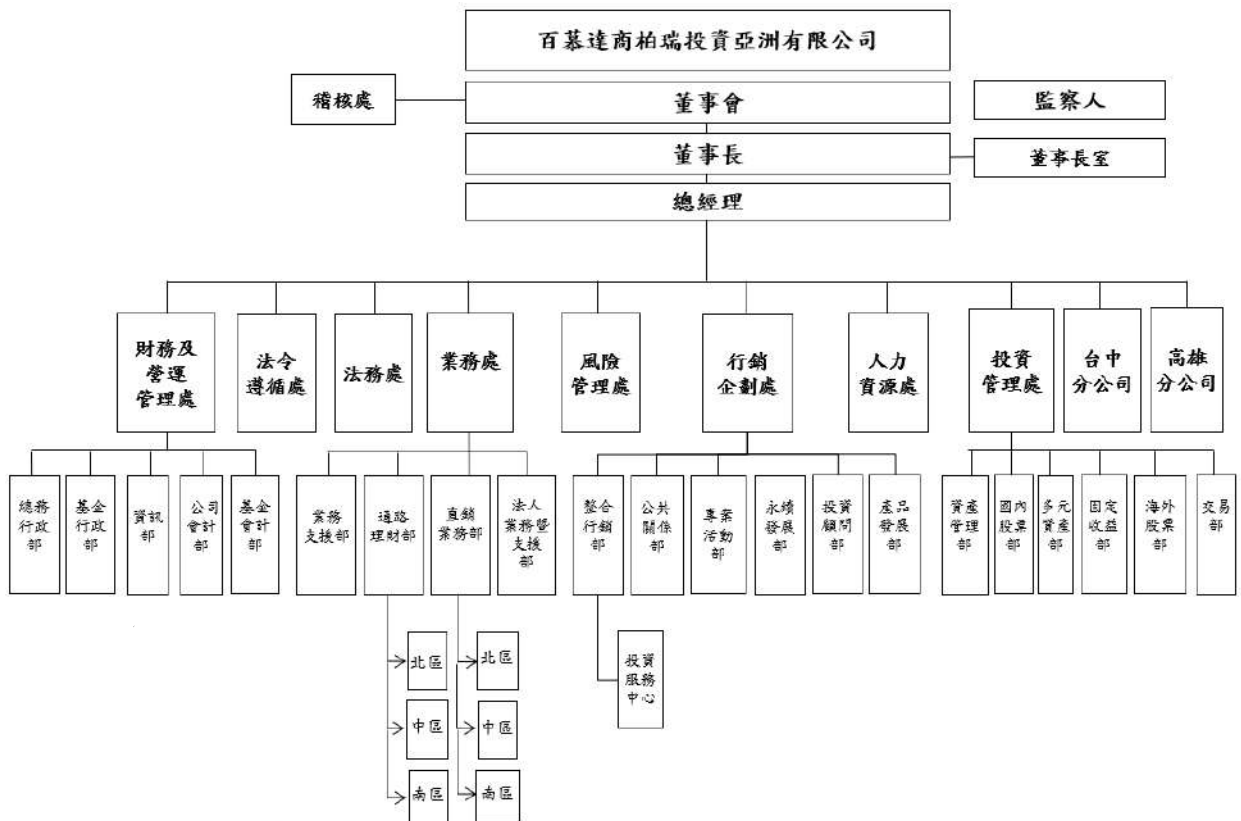 百慕達商柏瑞投資亞洲有限公司
稽核處
董事會
監察人
董事長
董事長室
總經理
財務及
營運
管理處
法令
遵循處
法務處
業務處
風險
管理處
行銷
企劃處
人力
資源處
投資
管理處
台中
分公司
高雄
分公司
總務
行政
部
基金
行政
部
資訊
部
公司
會計
部
基金
會計
部
業務
支援部
通路
理財部
直銷
業務部
法人
業務暨
支援
部
整合
行銷
部
公共
關係
部
專案
活動
部
永續
發展
部
投資
顧問
部
產品
發展
部
資產
管理
部
國內
股票
部
多元
資產
部
固定
收益
部
海外
股票
部
交易
部
北區
北區
投資
服務
中心
中區
中區
南區
南區